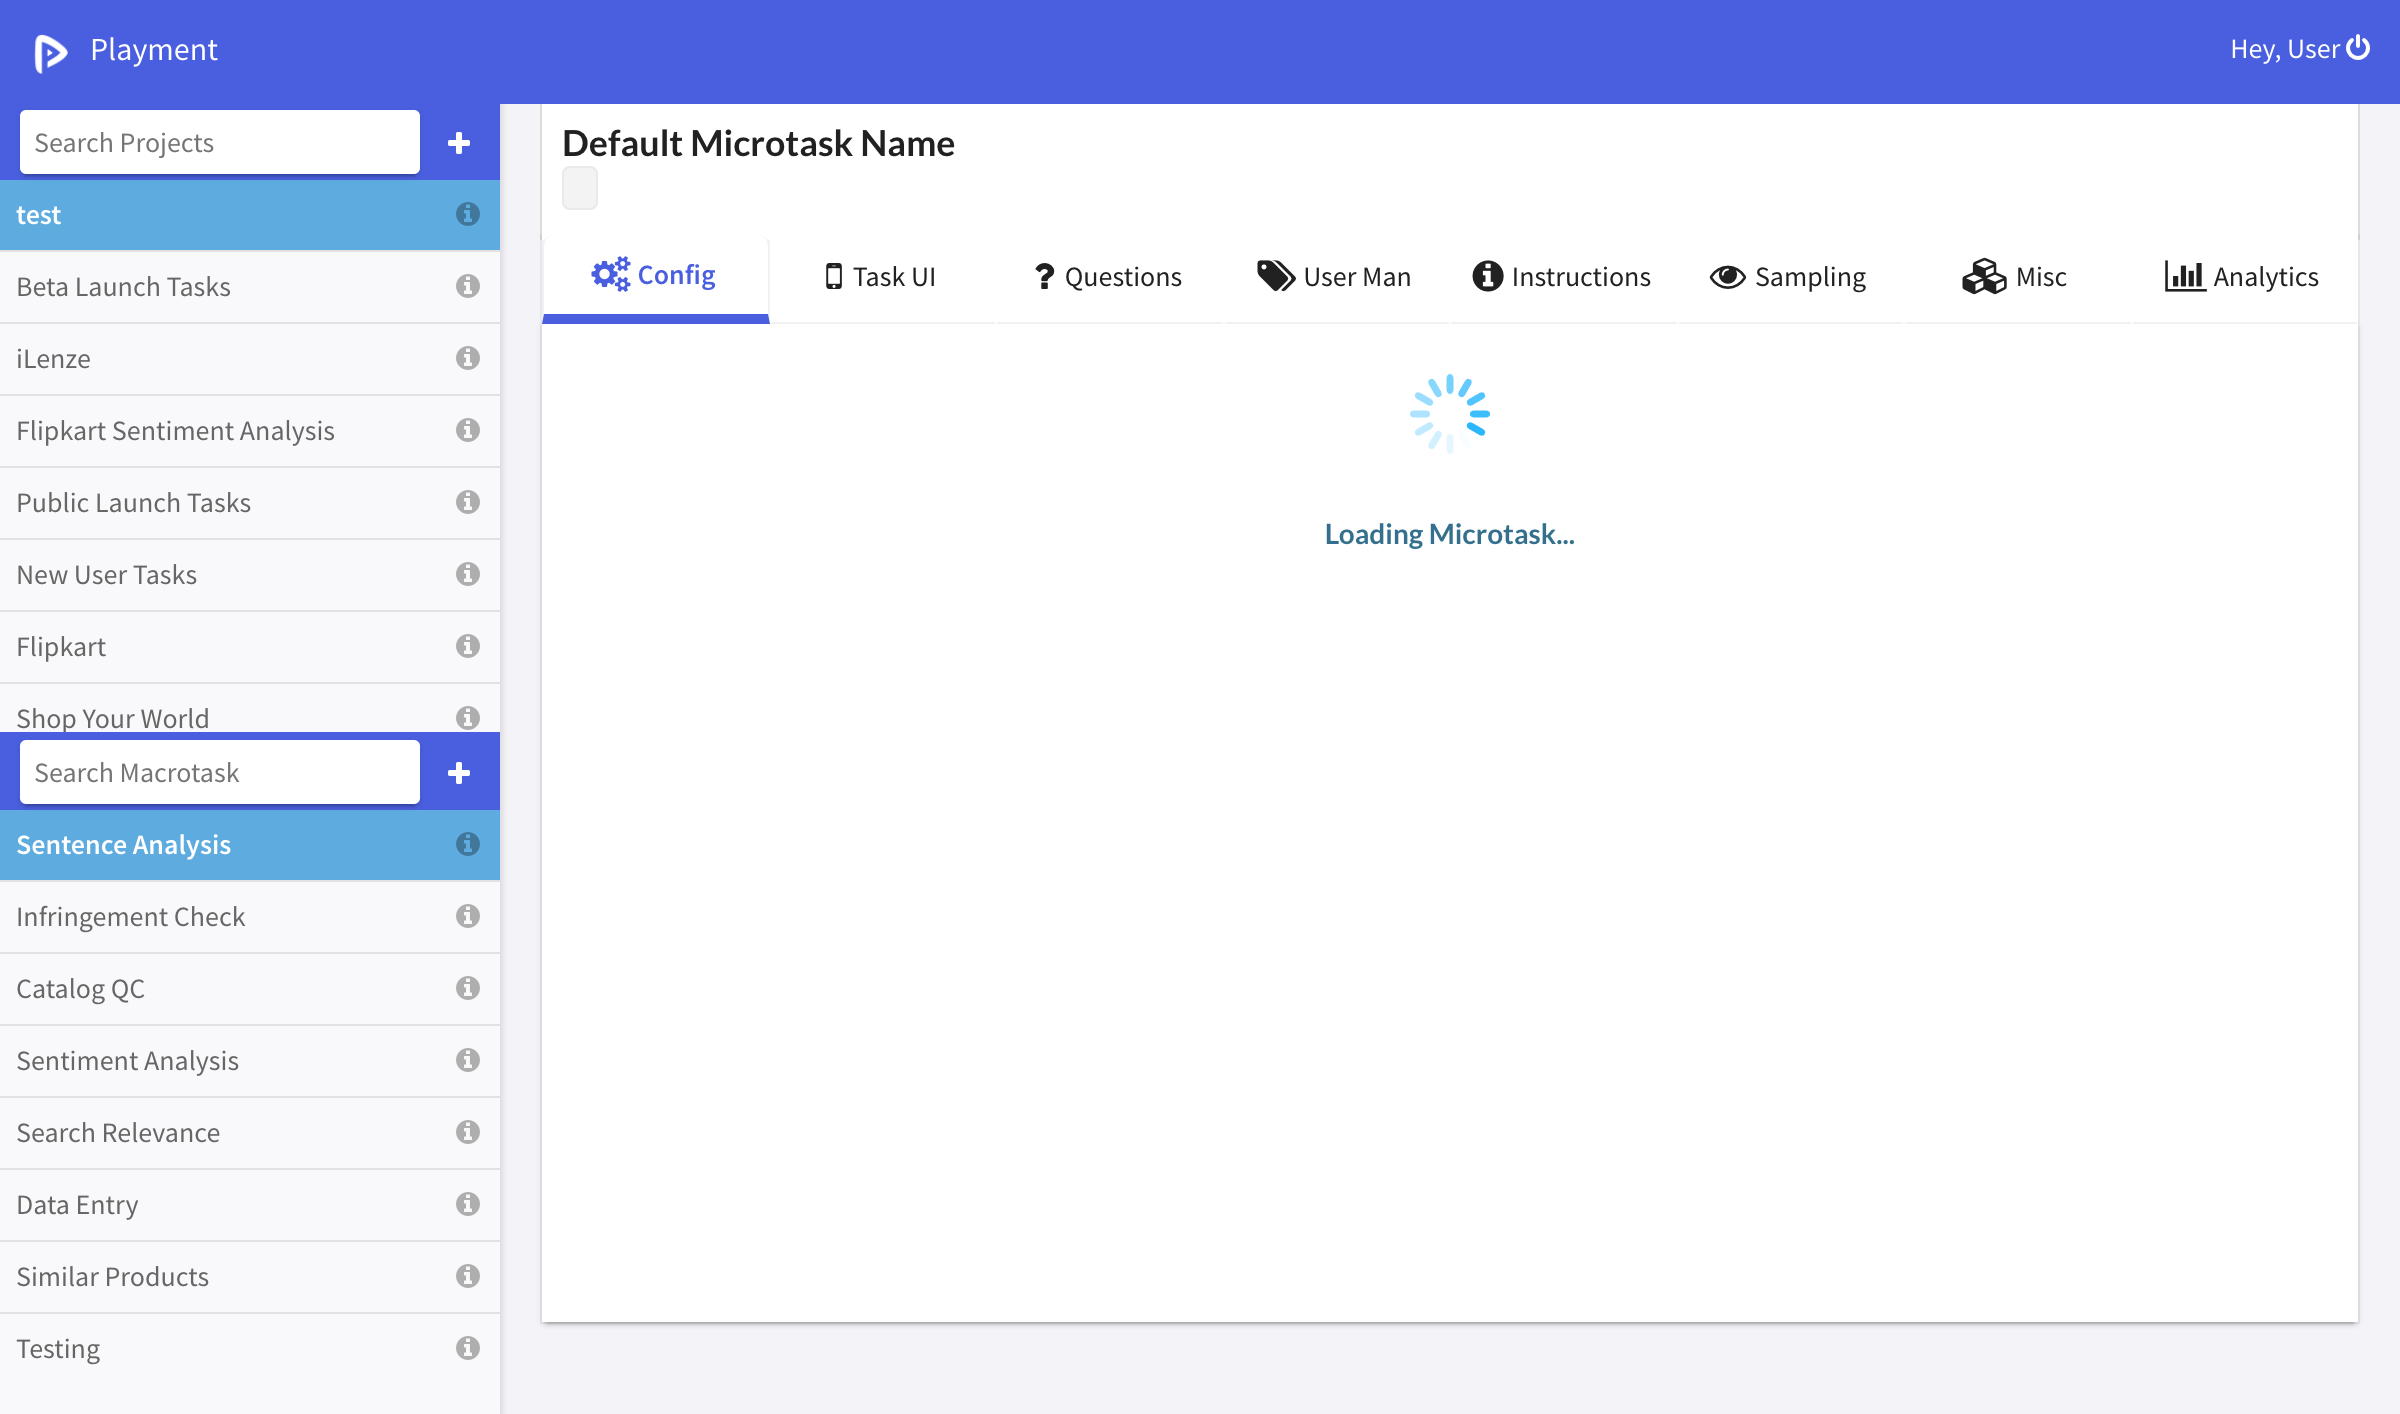 Playment
Hey, User
Search Projects
test
Beta Launch Tasks
iLenze
Flipkart Sentiment Analysis
Public Launch Tasks
New User Tasks
Flipkart
Shop Your World
Search Macrotask
Sentence Analysis
Infringement Check
Catalog QC
Sentiment Analysis
Search Relevance
Data Entry
Similar Products
Testing
Default Microtask Name
Config Task UI Questions User Man Instructions Sampling Misc Analytics
Loading Microtask...